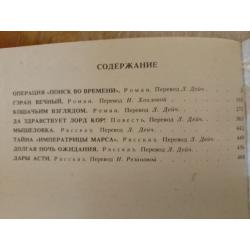 СОДЕРЖАНИЕ
ОПЕРАЦИЯ «ПОИСК ВО ВРЕМЕНИ». Роман. Перевод Л. Дейч.
ГЭРАН ВЕЧНЫЙ. Роман. Перевод Н. Хохловой
КОШАЧЬИМ ВЗГЛЯДОМ. Роман. Перевод Л. Дейч.
ДА ЗДРАВСТВУЕТ ЛОРД КОР! Повесть. Перевод Л. Дейч
МЫШЕЛОВКА. Рассказ. Перевод Л. Дейч.
ТАЙНА «ИМПЕРАТРИЦЫ МАРСА». Рассказ. Перевод Л. Дейч
ДОЛГАЯ НОЧЬ ОЖИДАНИЯ. Рассказ. Перевод Л. Дейч.
ЛАРЫ АСТИ. Рассказ. Перевод Н. Резниковой